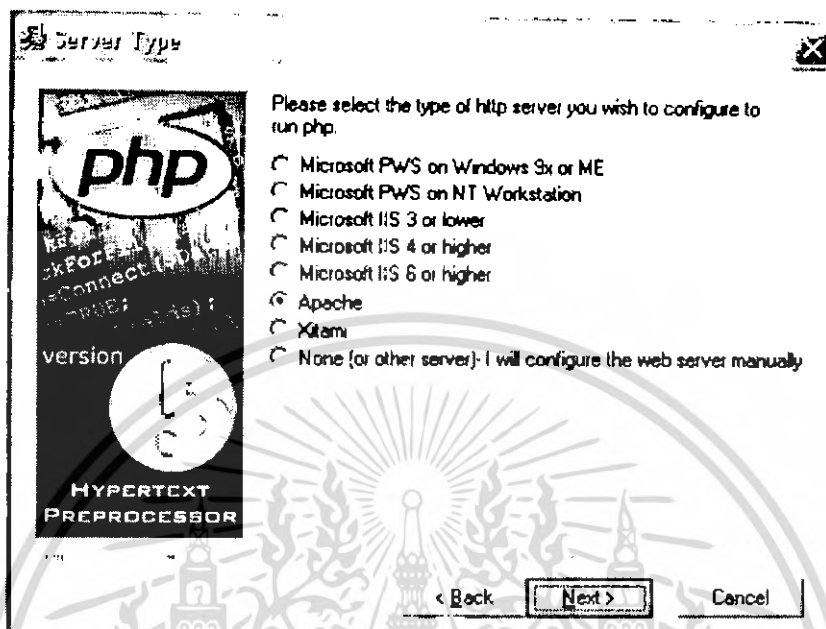 Server Type
Please select the type of http server you wish to configure to
run php.
Microsoft PWS on Windows 9x or ME
Microsoft PWS on NT Workstation
Microsoft IIS 3 or lower
Microsoft IIS 4 or higher
Microsoft IIS 6 or higher
Apache
Xitami
None (or other server)- I will configure the web server manually
php
version
HYPERTEXT
PREPROCESSOR
< Back
Next >
Cancel